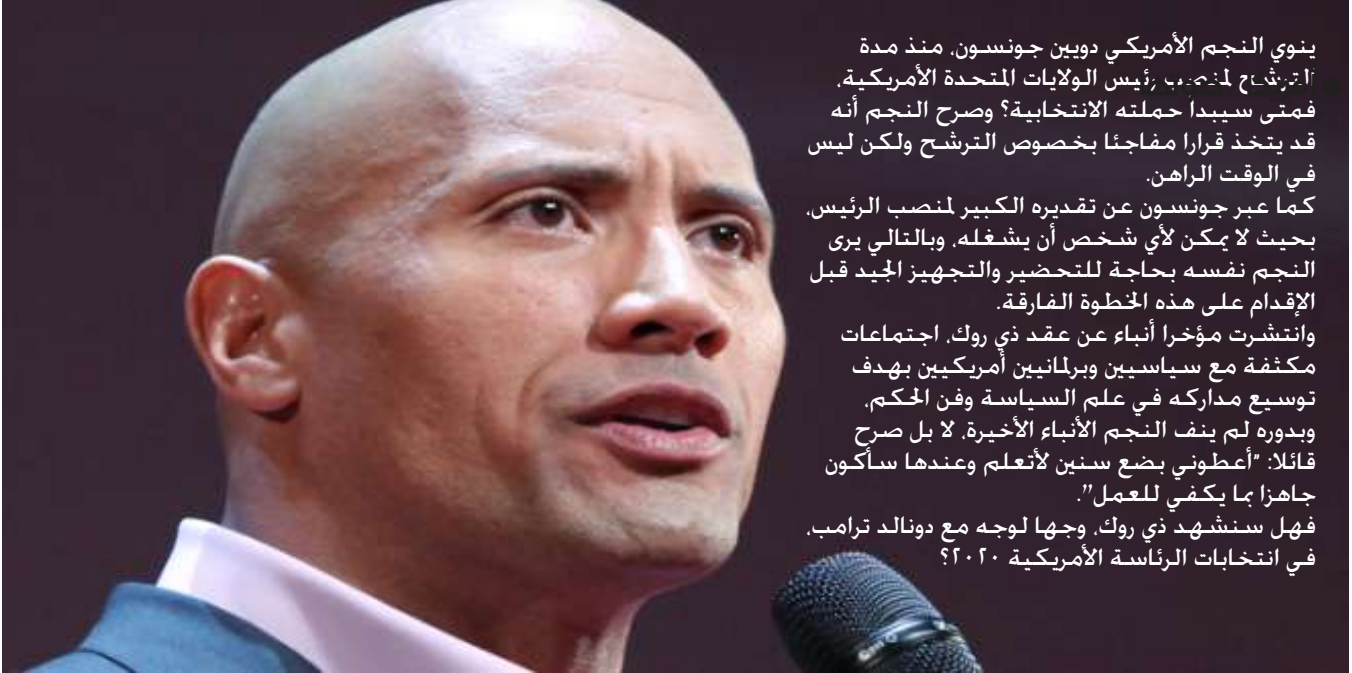 ينوي النجم الأمريكي دويين جونسون، منذ مدة
الترشح لمنصب رئيس الولايات المتحدة الأمريكية،
فمتى سيبدأ حملته الانتخابية؟ وصرح النجم أنه
قد يتخذ قرارا مفاجئا بخصوص الترشح ولكن ليس
في الوقت الراهن.
كما عبر جونسون عن تقديره الكبير لمنصب الرئيس،
بحيث لا يمكن لأي شخص أن يشغله، وبالتالي يرى
النجم نفسه بحاجة للتحضير والتجهيز الجيد قبل
الإقدام على هذه الخطوة الفارقة.
وانتشرت مؤخرا أنباء عن عقد ذي روك، اجتماعات
مكثفة مع سياسيين وبرلمانيين أمريكيين بهدف
توسيع مداركه في علم السياسة وفن الحكم،
وبدوره لم ينف النجم الأنباء الأخيرة، لا بل صرح
قائلا: "أعطوني بضع سنين لأتعلم وعندها سأكون
جاهزا بما يكفي للعمل".
فهل سنشهد ذي روك، وجها لوجه مع دونالد ترامب،
في انتخابات الرئاسة الأمريكية ٢٠٢٠؟